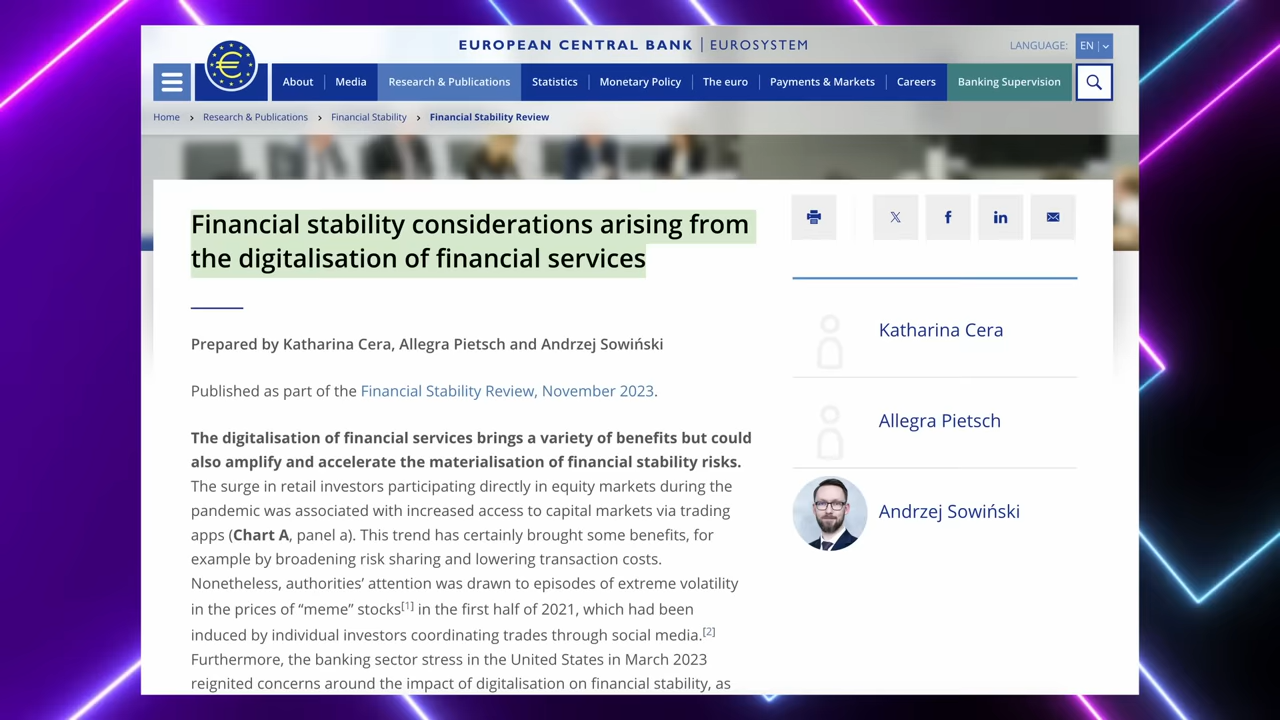 EUROPEAN CENTRAL BANK | EUROSYSTEM
LANGUAGE: EN
€
About
Media
Research & Publications
Statistics
Monetary Policy
The euro
Payments & Markets
Careers
Banking Supervision
Home > Research & Publications > Financial Stability > Financial Stability Review
Financial stability considerations arising from
the digitalisation of financial services
Prepared by Katharina Cera, Allegra Pietsch and Andrzej Sowiński
Published as part of the Financial Stability Review, November 2023.
The digitalisation of financial services brings a variety of benefits but could
also amplify and accelerate the materialisation of financial stability risks.
The surge in retail investors participating directly in equity markets during the
pandemic was associated with increased access to capital markets via trading
apps (Chart A, panel a). This trend has certainly brought some benefits, for
example by broadening risk sharing and lowering transaction costs.
Nonetheless, authorities’ attention was drawn to episodes of extreme volatility
in the prices of “meme” stocks[1] in the first half of 2021, which had been
induced by individual investors coordinating trades through social media.[2]
Furthermore, the banking sector stress in the United States in March 2023
reignited concerns around the impact of digitalisation on financial stability, as
Katharina Cera
Allegra Pietsch
Andrzej Sowiński